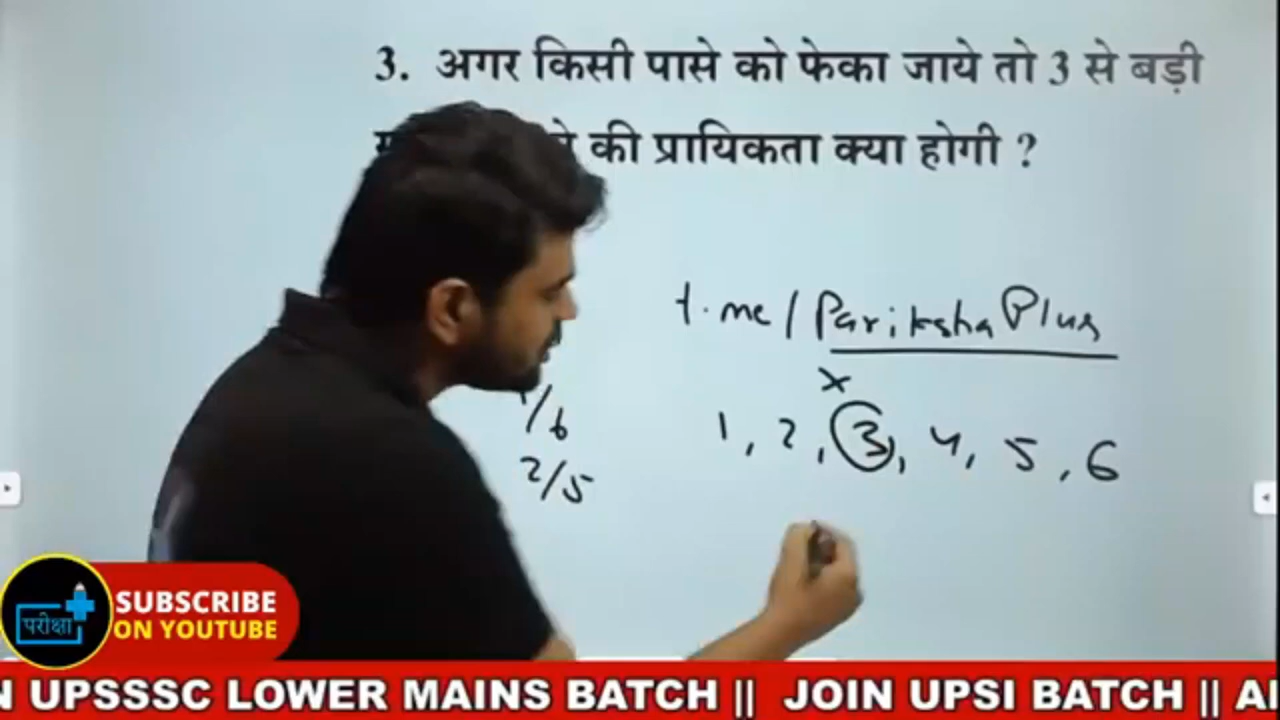 3. अगर किसी पासे को फेका जाये तो 3 से बड़ी
की प्रायिकता क्या होगी ?
t.me/ParikshaPlus
x
1, 2, 3, 4, 5, 6
/6
2/5
परीक्षा
SUBSCRIBE
ON YOUTUBE
UPSSSC LOWER MAINS BATCH || JOIN UPSI BATCH ||